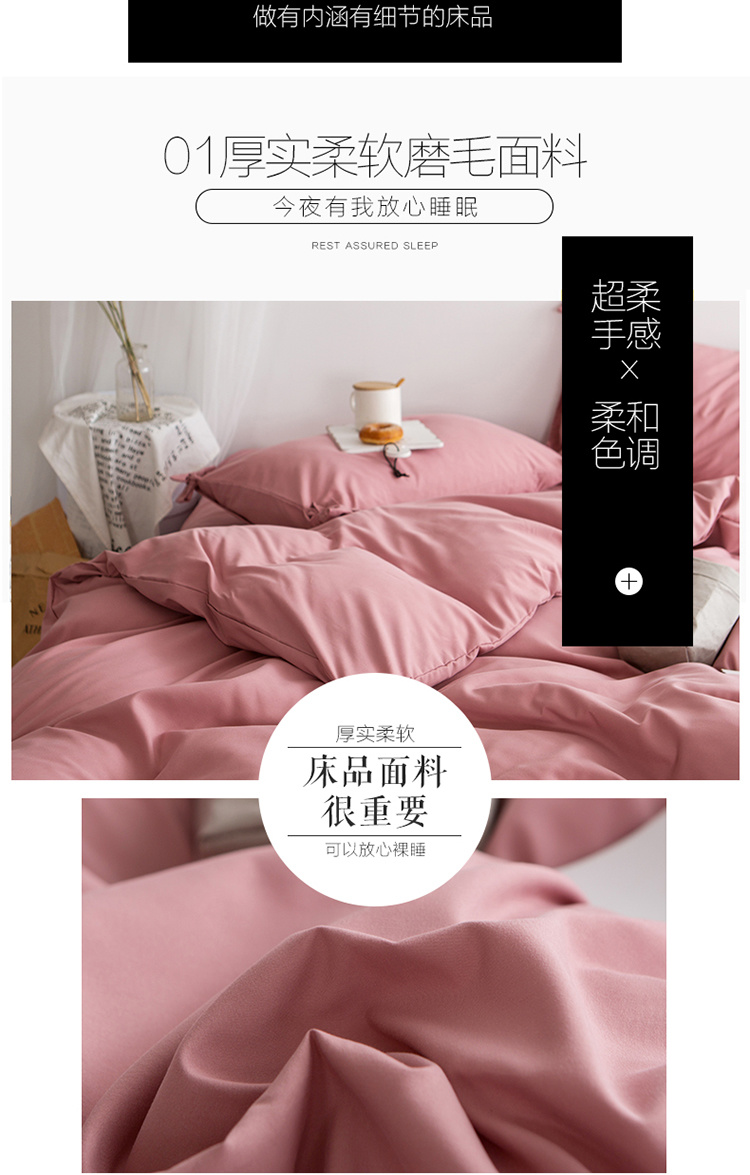 做有内涵有细节的床品
01厚实柔软磨毛面料
今夜有我放心睡眠
REST ASSURED SLEEP
超柔
手感
×
柔和
色调
厚实柔软
床品面料
很重要
可以放心裸睡